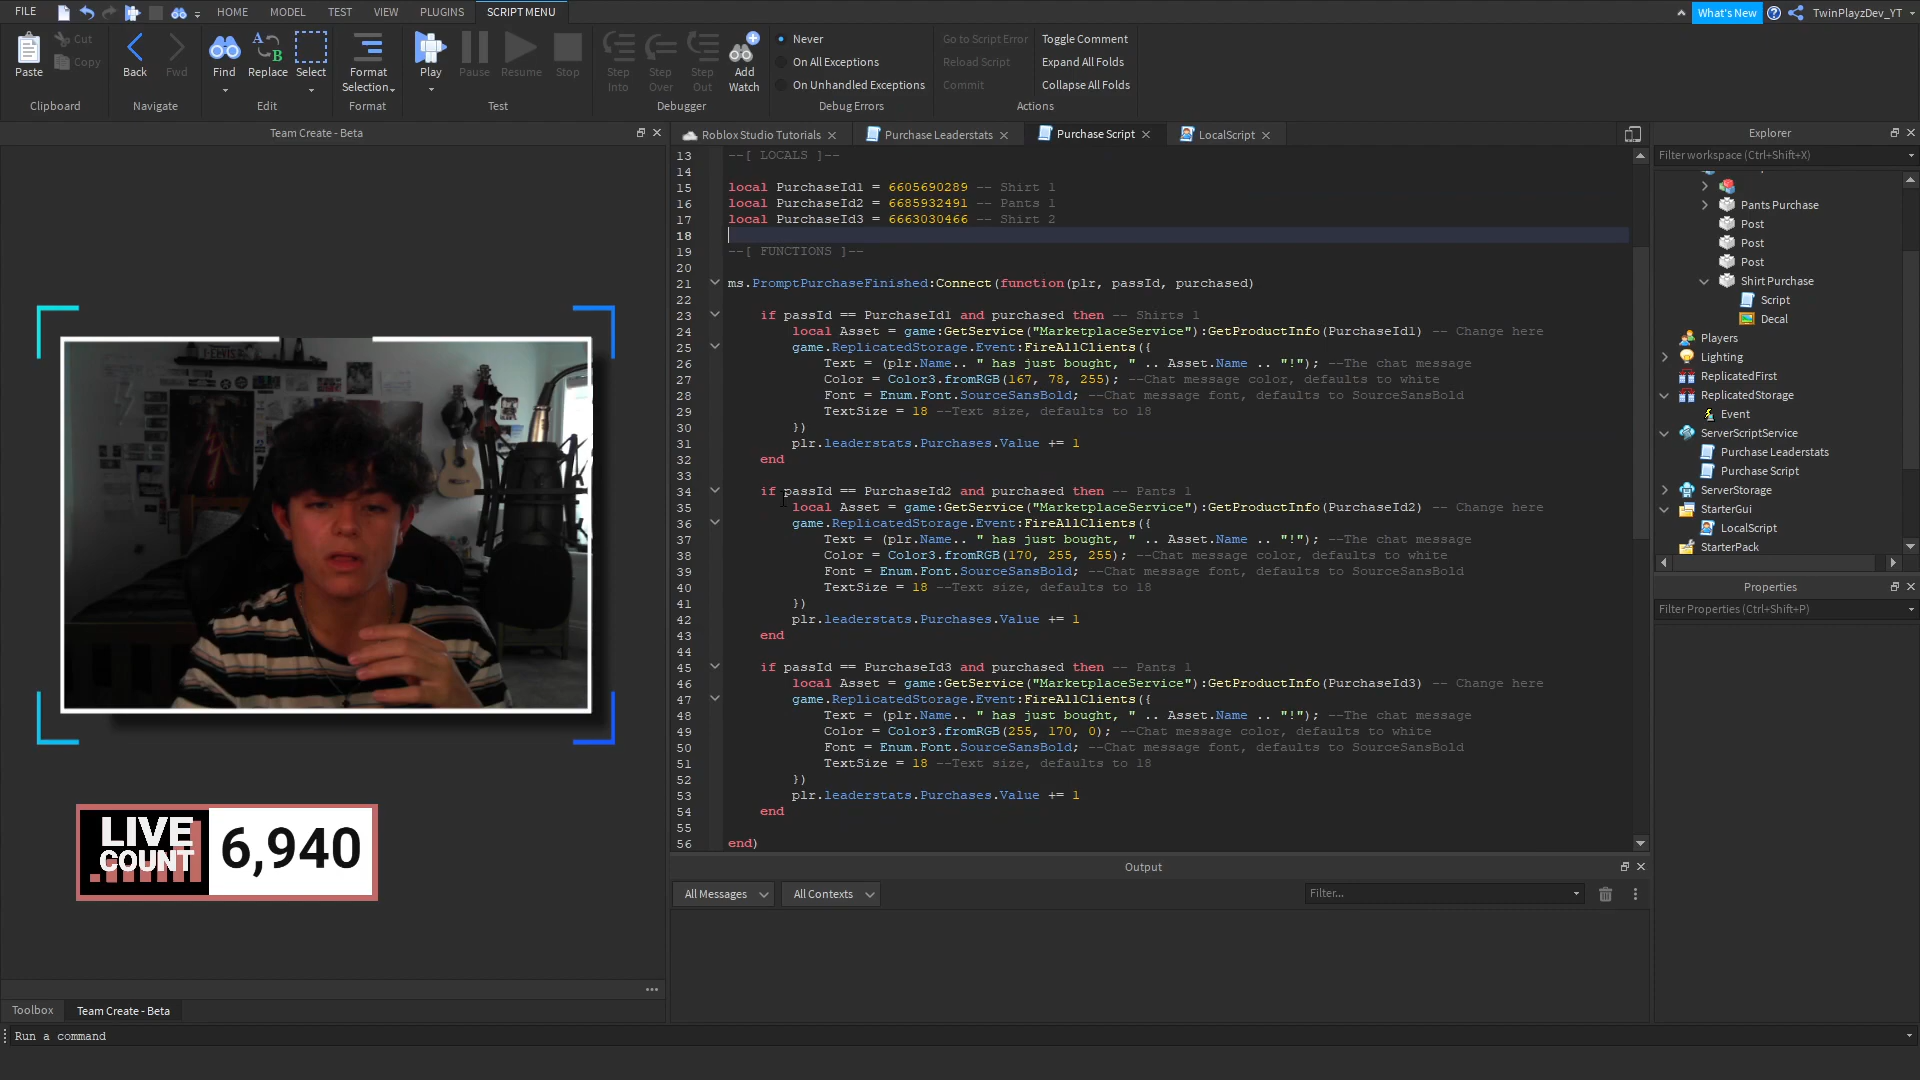 FILE
HOME
MODEL
TEST
VIEW
PLUGINS
SCRIPT MENU
What's New
TwinPlayzDev_YT
Paste
Cut
Copy
Clipboard
Back
Fwd
Navigate
Find
Replace
Select
Edit
Format
Selection
Format
Play
Pause
Resume
Stop
Test
Step
Into
Step
Over
Step
Out
Add
Watch
Debugger
Never
On All Exceptions
On Unhandled Exceptions
Debug Errors
Go to Script Error
Reload Script
Commit
Toggle Comment
Expand All Folds
Collapse All Folds
Actions
Team Create - Beta
LIVE
COUNT
6,940
Toolbox
Team Create - Beta
Run a command
Roblox Studio Tutorials
Purchase Leaderstats
Purchase Script
LocalScript
13 --[ LOCALS ]--
14
15 local PurchaseId1 = 6605690289 -- Shirt 1
16 local PurchaseId2 = 6685932491 -- Pants 1
17 local PurchaseId3 = 6663030466 -- Shirt 2
18
19 --[ FUNCTIONS ]--
20
21 ms.PromptPurchaseFinished:Connect(function(plr, passId, purchased)
22
23 if passId == PurchaseId1 and purchased then -- Shirts 1
24 local Asset = game:GetService("MarketplaceService"):GetProductInfo(PurchaseId1) -- Change here
25 game.ReplicatedStorage.Event:FireAllClients({
26 Text = (plr.Name.. " has just bought, " .. Asset.Name .. "!"); --The chat message
27 Color = Color3.fromRGB(167, 78, 255); --Chat message color, defaults to white
28 Font = Enum.Font.SourceSansBold; --Chat message font, defaults to SourceSansBold
29 TextSize = 18 --Text size, defaults to 18
30 })
31 plr.leaderstats.Purchases.Value += 1
32 end
33
34 if passId == PurchaseId2 and purchased then -- Pants 1
35 local Asset = game:GetService("MarketplaceService"):GetProductInfo(PurchaseId2) -- Change here
36 game.ReplicatedStorage.Event:FireAllClients({
37 Text = (plr.Name.. " has just bought, " .. Asset.Name .. "!"); --The chat message
38 Color = Color3.fromRGB(170, 255, 255); --Chat message color, defaults to white
39 Font = Enum.Font.SourceSansBold; --Chat message font, defaults to SourceSansBold
40 TextSize = 18 --Text size, defaults to 18
41 })
42 plr.leaderstats.Purchases.Value += 1
43 end
44
45 if passId == PurchaseId3 and purchased then -- Pants 1
46 local Asset = game:GetService("MarketplaceService"):GetProductInfo(PurchaseId3) -- Change here
47 game.ReplicatedStorage.Event:FireAllClients({
48 Text = (plr.Name.. " has just bought, " .. Asset.Name .. "!"); --The chat message
49 Color = Color3.fromRGB(255, 170, 0); --Chat message color, defaults to white
50 Font = Enum.Font.SourceSansBold; --Chat message font, defaults to SourceSansBold
51 TextSize = 18 --Text size, defaults to 18
52 })
53 plr.leaderstats.Purchases.Value += 1
54 end
55
56 end)
Output
All Messages
All Contexts
Filter...
Explorer
Filter workspace (Ctrl+Shift+X)
Pants Purchase
Post
Post
Post
Shirt Purchase
Script
Decal
Players
Lighting
ReplicatedFirst
ReplicatedStorage
Event
ServerScriptService
Purchase Leaderstats
Purchase Script
ServerStorage
StarterGui
LocalScript
StarterPack
Properties
Filter Properties (Ctrl+Shift+P)